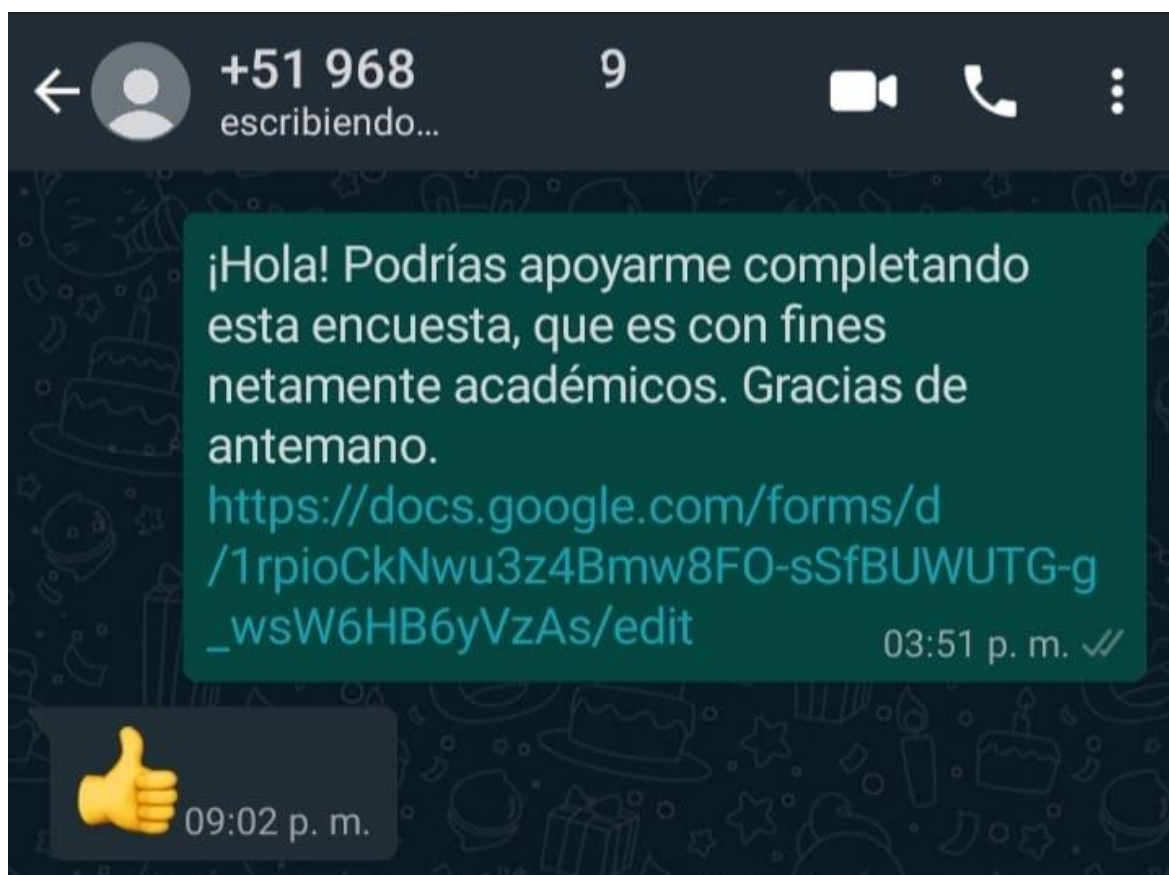 +51 968 9
escribiendo...
¡Hola! Podrías apoyarme completando
esta encuesta, que es con fines
netamente académicos. Gracias de
antemano.
https://docs.google.com/forms/d
/1rpioCkNwu3z4Bmw8FO-sSfBUWUTG-g
_wsW6HB6yVzAs/edit
03:51 p. m.
09:02 p. m.